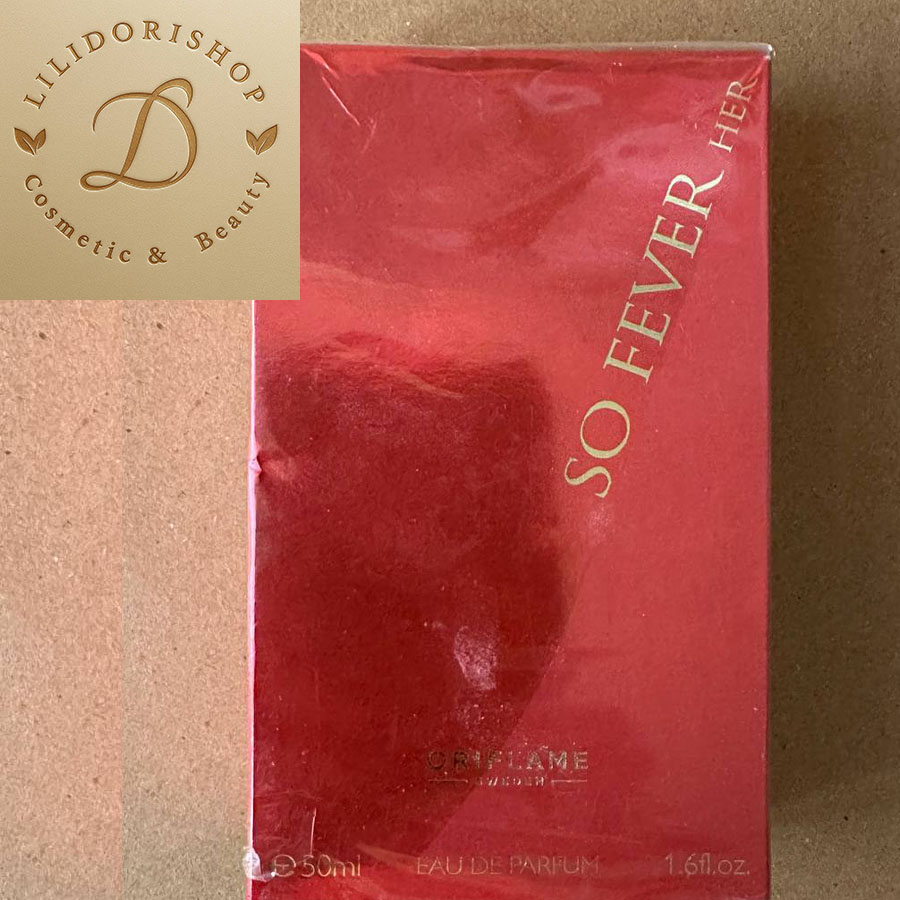 LILIDORISHOP
D
Cosmetic & Beauty
SO FEVER HER
ORIFLAME
SWEDEN
℮50ml EAU DE PARFUM 1.6fl.oz.